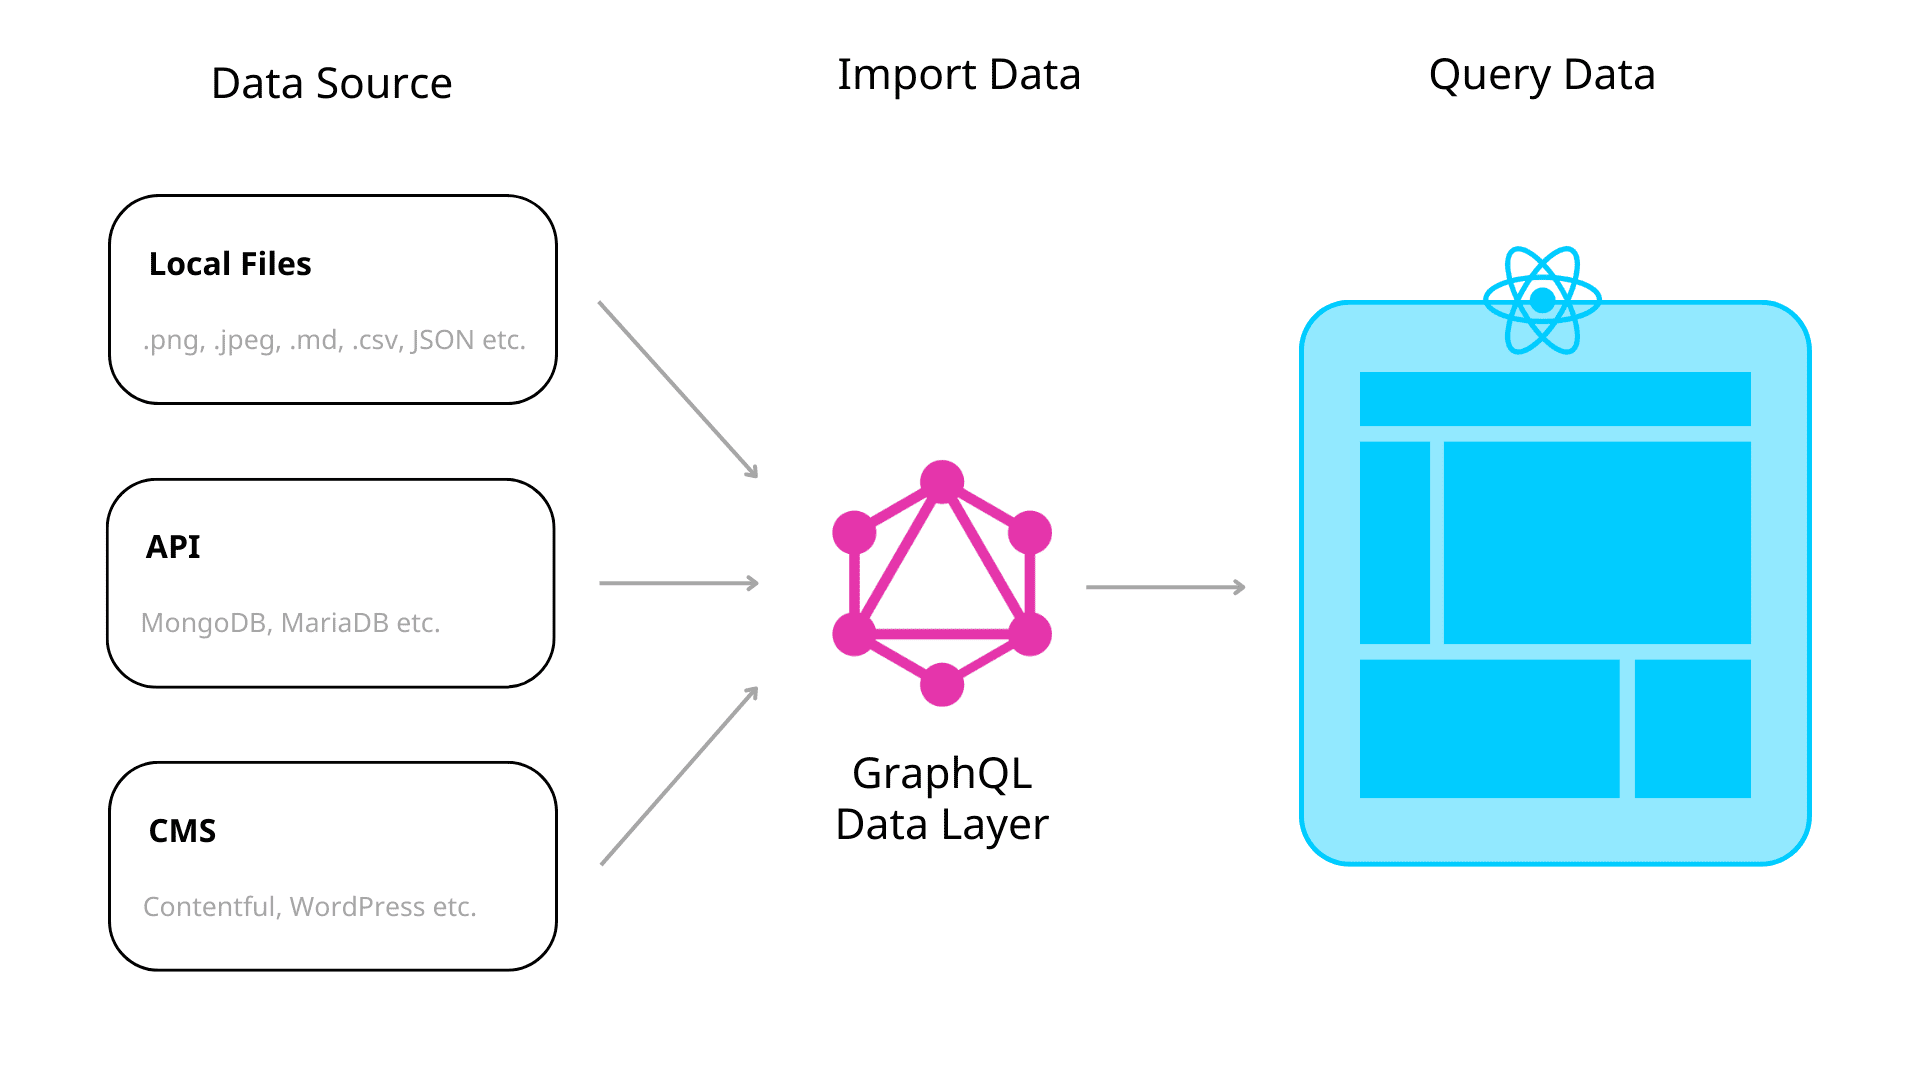 Data Source
Import Data
Query Data
Local Files
.png, .jpeg, .md, .csv, JSON etc.
API
MongoDB, MariaDB etc.
CMS
Contentful, WordPress etc.
GraphQL
Data Layer